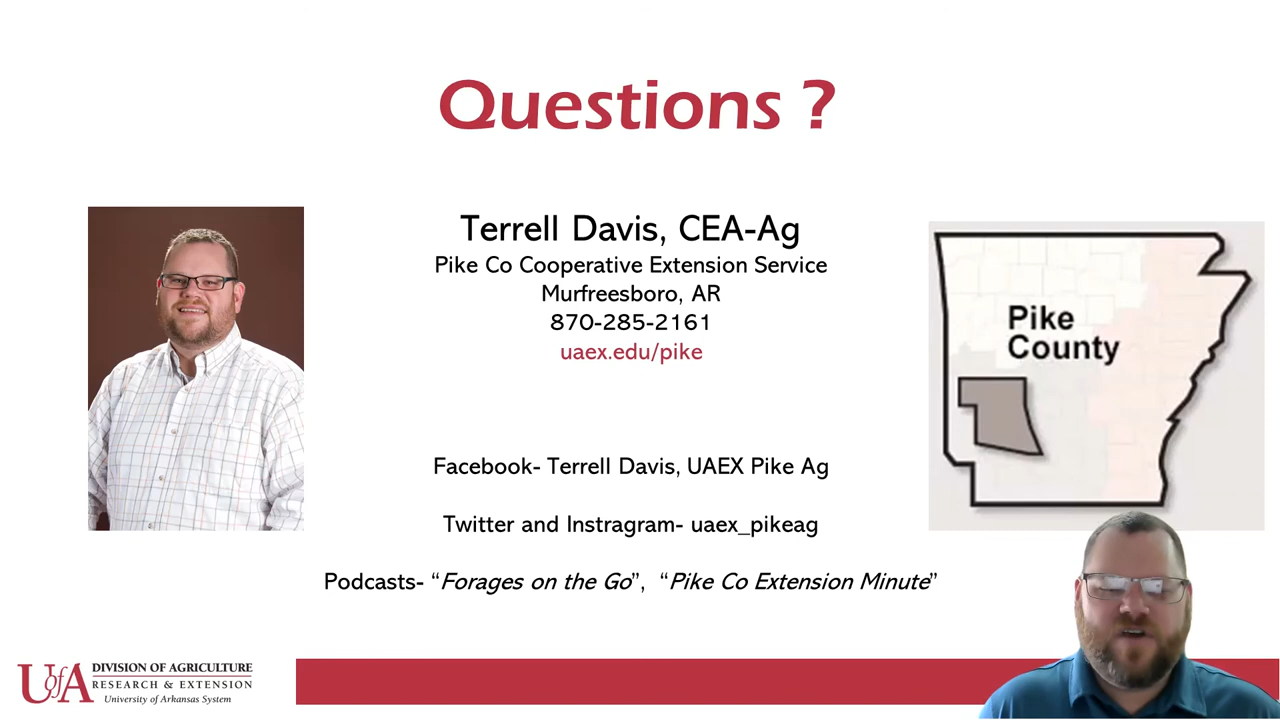 Questions ?
Terrell Davis, CEA-Ag
Pike Co Cooperative Extension Service
Murfreesboro, AR
870-285-2161
uaex.edu/pike
Pike
County
Facebook- Terrell Davis, UAEX Pike Ag
Twitter and Instragram- uaex_pikeag
Podcasts- “Forages on the Go”, “Pike Co Extension Minute”
UofA
DIVISION OF AGRICULTURE
RESEARCH & EXTENSION
University of Arkansas System